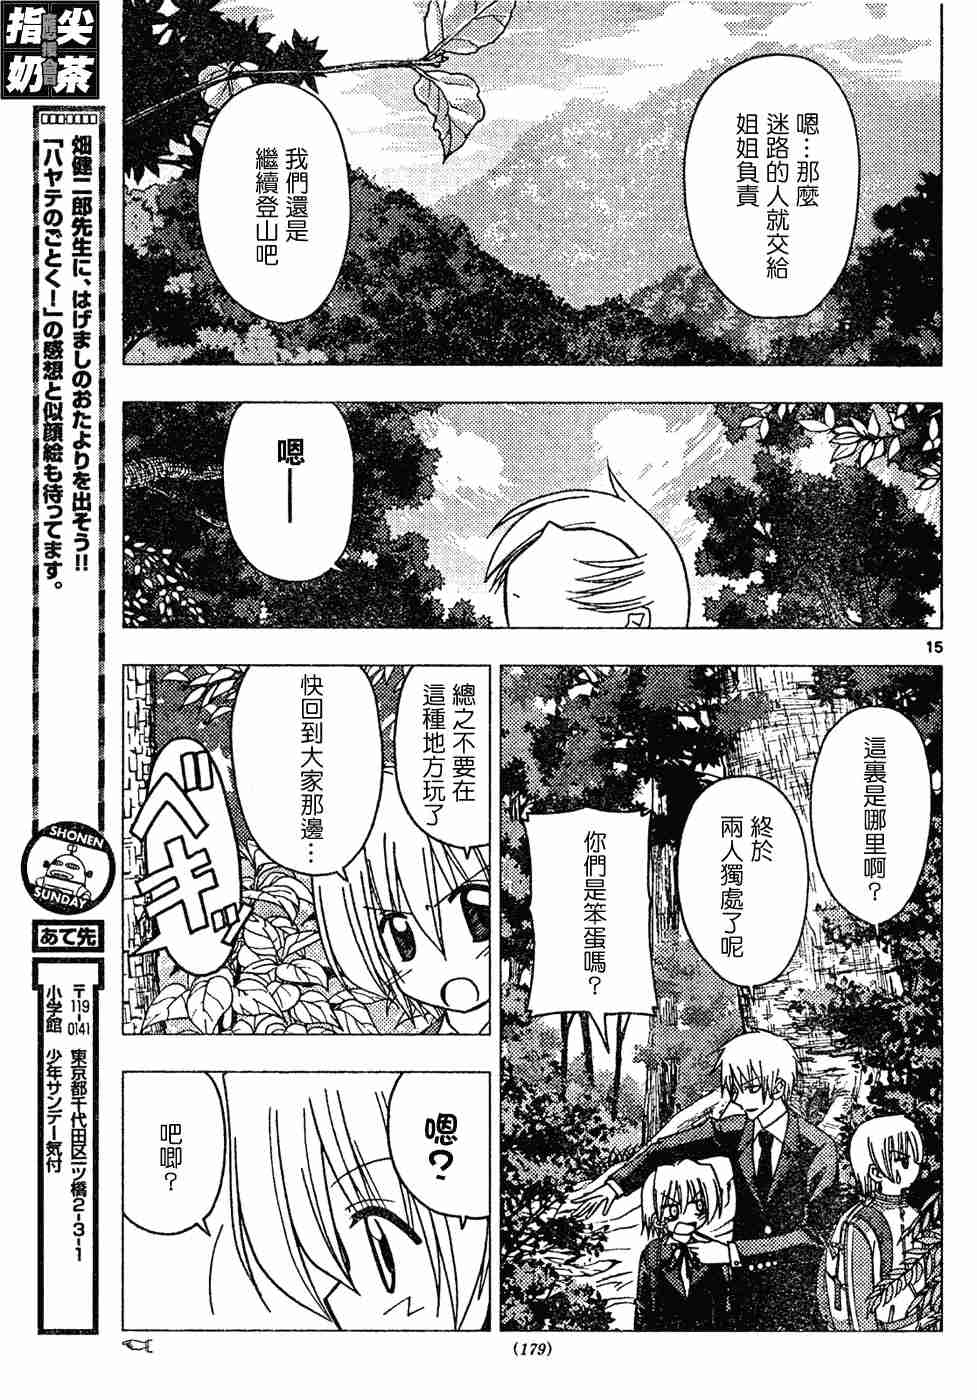 嗯…那麼
迷路的人就交給
姐姐負責
我們還是
繼續登山吧
嗯——
15
這裏是哪里啊？
終於
兩人獨處了呢
你們是笨蛋嗎？
總之不要在
這種地方玩了
快回到大家那邊…
ベキッ
嗯？
吧唧？
(179)
指尖
奶茶
應援會
畑健二郎先生に、はげましのおたよりを出そう!!
「ハヤテのごとく！」の感想と似顔絵も待ってます。
SHONEN
SUNDAY
あて先
〒119-0141　東京都千代田区一ツ橋2-3-1
小学館　少年サンデー気付